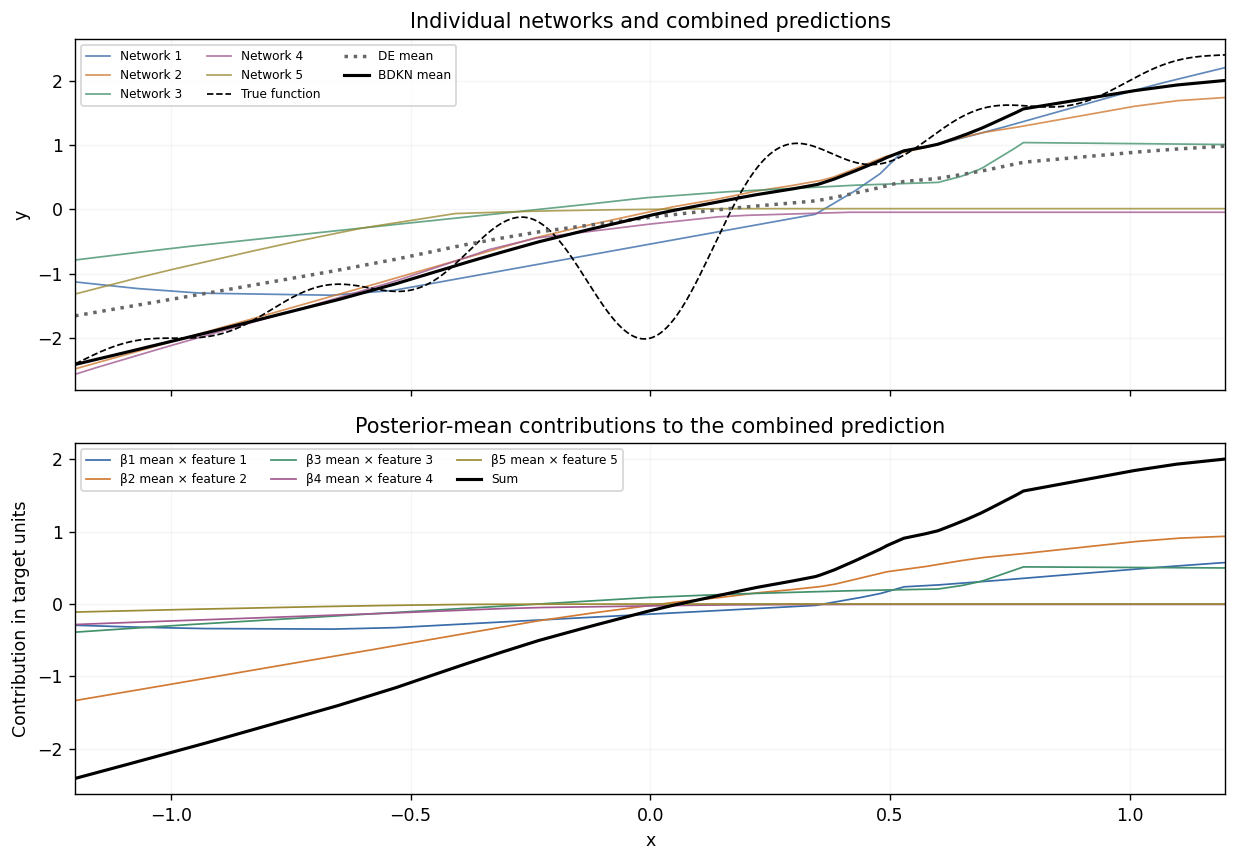 Individual networks and combined predictions
Network 1
Network 2
Network 3
Network 4
Network 5
True function
DE mean
BDKN mean
y
2
1
0
−1
−2
Posterior-mean contributions to the combined prediction
β1 mean × feature 1
β2 mean × feature 2
β3 mean × feature 3
β4 mean × feature 4
β5 mean × feature 5
Sum
Contribution in target units
2
1
0
−1
−2
−1.0
−0.5
0.0
0.5
1.0
x